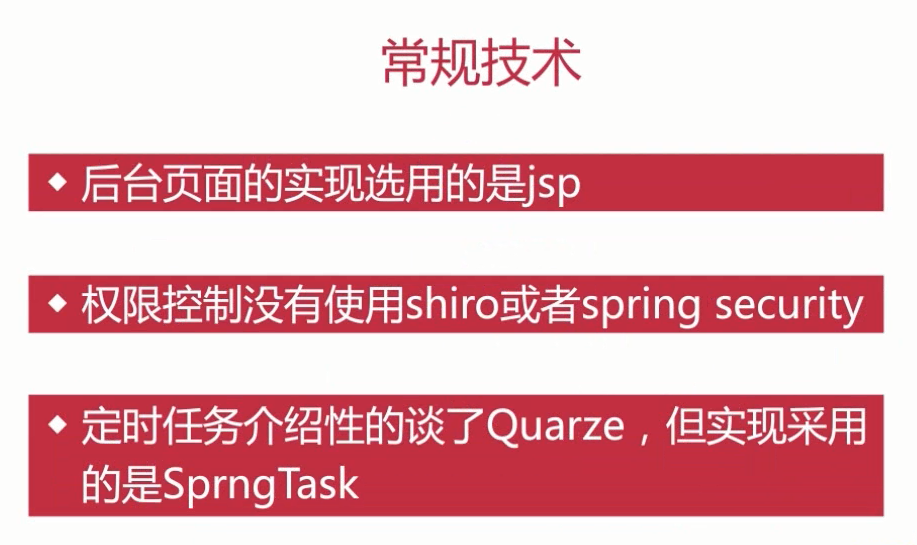 常规技术
◆ 后台页面的实现选用的是jsp
◆ 权限控制没有使用shiro或者spring security
◆ 定时任务介绍性的谈了Quarze，但实现采用
的是SprngTask